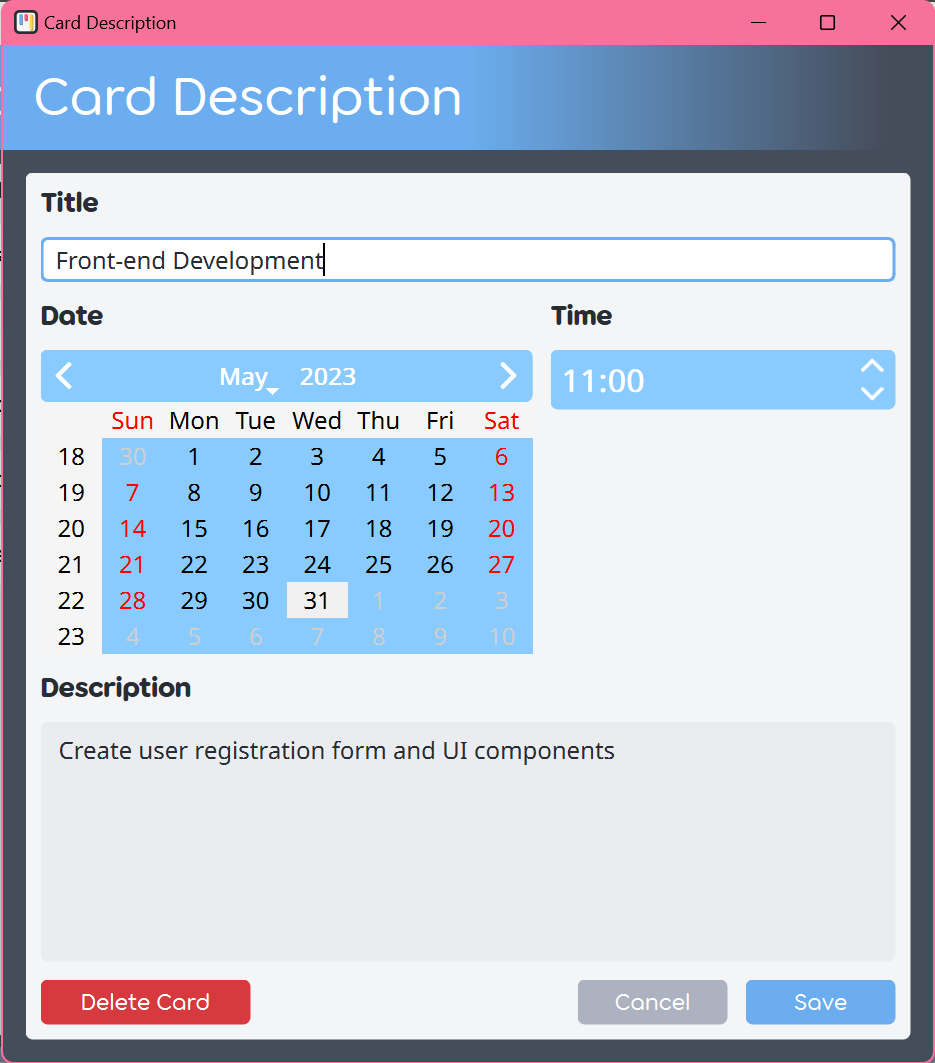 Card Description
Card Description
Title
Front-end Development
Date Time
May 2023 11:00
Sun Mon Tue Wed Thu Fri Sat
18 30 1 2 3 4 5 6
19 7 8 9 10 11 12 13
20 14 15 16 17 18 19 20
21 21 22 23 24 25 26 27
22 28 29 30 31 1 2 3
23 4 5 6 7 8 9 10
Description
Create user registration form and UI components
Delete Card Cancel Save